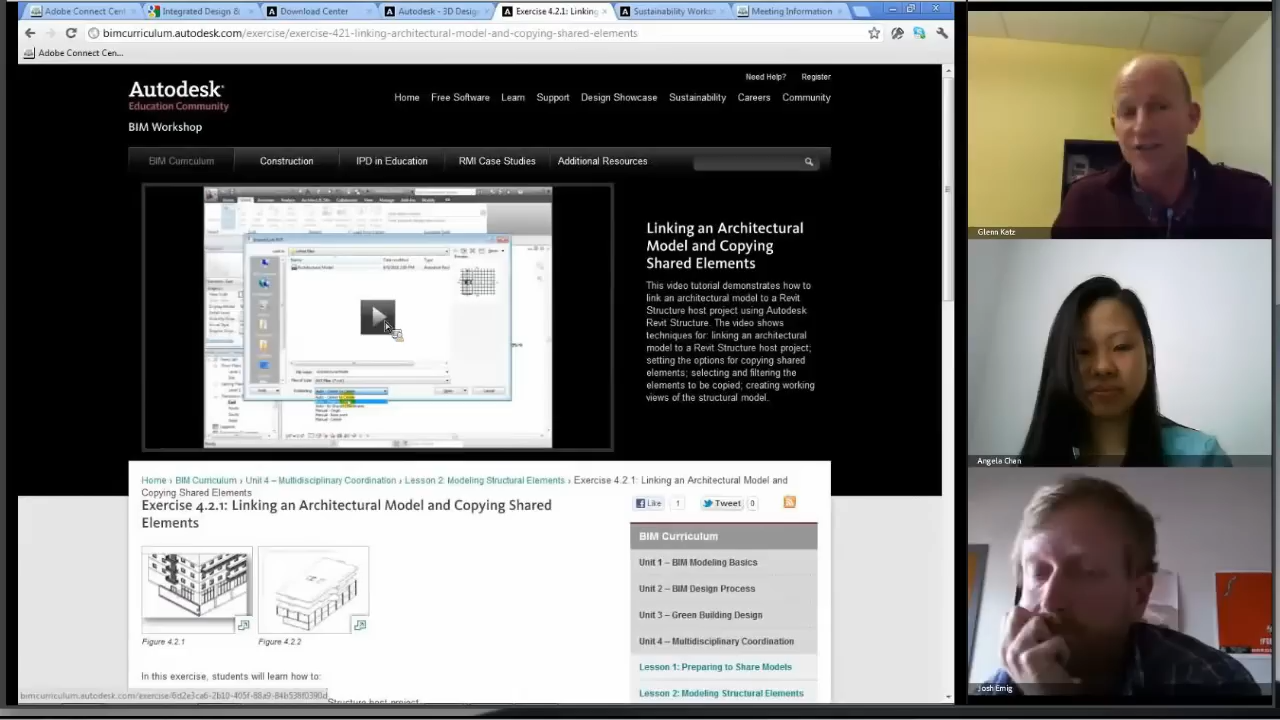 Adobe Connect Cent
Integrated Design &
Download Center
Autodesk - 3D Design
Exercise 4.2.1: Linking
Sustainability Works
Meeting Information
bimcurriculum.autodesk.com/exercise/exercise-421-linking-architectural-model-and-copying-shared-elements
Adobe Connect Cen...
Need Help? Register
Autodesk
Education Community
Home Free Software Learn Support Design Showcase Sustainability Careers Community
BIM Workshop
BIM Curriculum Construction IPD in Education RMI Case Studies Additional Resources
Linking an Architectural
Model and Copying
Shared Elements
This video tutorial demonstrates how to
link an architectural model to a Revit
Structure host project using Autodesk
Revit Structure. The video shows
techniques for: linking an architectural
model to a Revit Structure host project;
setting the options for copying shared
elements; selecting and filtering the
elements to be copied; creating working
views of the structural model.
Glenn Katz
Angela Chen
Josh Emig
Home › BIM Curriculum › Unit 4 – Multidisciplinary Coordination › Lesson 2: Modeling Structural Elements › Exercise 4.2.1: Linking an Architectural Model and
Copying Shared Elements
Exercise 4.2.1: Linking an Architectural Model and Copying Shared
Elements
Like 1 Tweet 0
Figure 4.2.1 Figure 4.2.2
In this exercise, students will learn how to:
Structure host project
BIM Curriculum
Unit 1 – BIM Modeling Basics
Unit 2 – BIM Design Process
Unit 3 – Green Building Design
Unit 4 – Multidisciplinary Coordination
Lesson 1: Preparing to Share Models
Lesson 2: Modeling Structural Elements